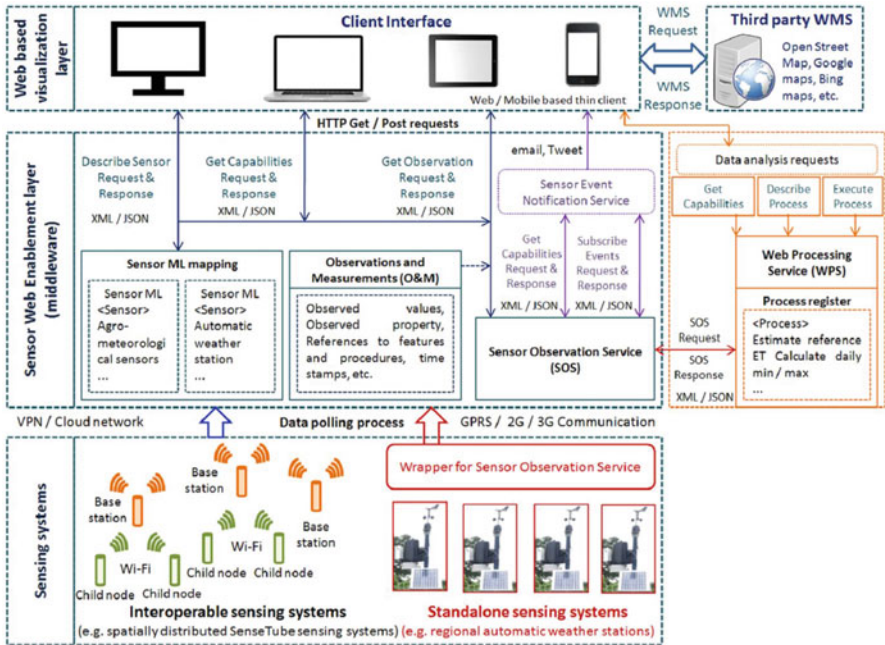 Web based
visualization
layer
Client Interface
Web / Mobile based thin client
WMS
Request
WMS
Response
Third party WMS
Open Street
Map, Google
maps, Bing
maps, etc.
HTTP Get / Post requests
Sensor Web Enablement layer
(middleware)
Describe Sensor
Request &
Response
XML / JSON
Get Capabilities
Request &
Response
XML / JSON
Get Observation
Request &
Response
XML / JSON
email, Tweet
Sensor Event
Notification Service
Get
Capabilities
Request &
Response
XML / JSON
Subscribe
Events
Request &
Response
XML / JSON
Sensor ML mapping
Sensor ML
<Sensor>
Agro-
meteorologi
cal sensors
...
Sensor ML
<Sensor>
Automatic
weather
station
...
Observations and
Measurements (O&M)
Observed values,
Observed property,
References to features
and procedures, time
stamps, etc.
Sensor Observation Service
(SOS)
Data analysis requests
Get
Capabilities
Describe
Process
Execute
Process
Web Processing
Service (WPS)
Process register
<Process>
Estimate reference
ET Calculate daily
min / max
...
SOS
Request
SOS
Response
XML / JSON
VPN / Cloud network
Data polling process
GPRS / 2G / 3G Communication
Sensing systems
Base
station
Base
station
Base
station
Wi-Fi
Wi-Fi
Child node
Child node
Child node
Child node
Interoperable sensing systems
(e.g. spatially distributed SenseTube sensing systems)
Wrapper for Sensor Observation Service
Standalone sensing systems
(e.g. regional automatic weather stations)